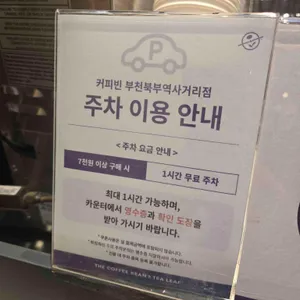 P
커피빈 부천북부역사거리점
주차 이용 안내
< 주차 요금 안내 >
7천원 이상 구매 시
1시간 무료 주차
최대 1시간 가능하며,
카운터에서 영수증과 확인 도장을
받아 가시기 바랍니다.
THE COFFEE BEAN & TEA LEAF